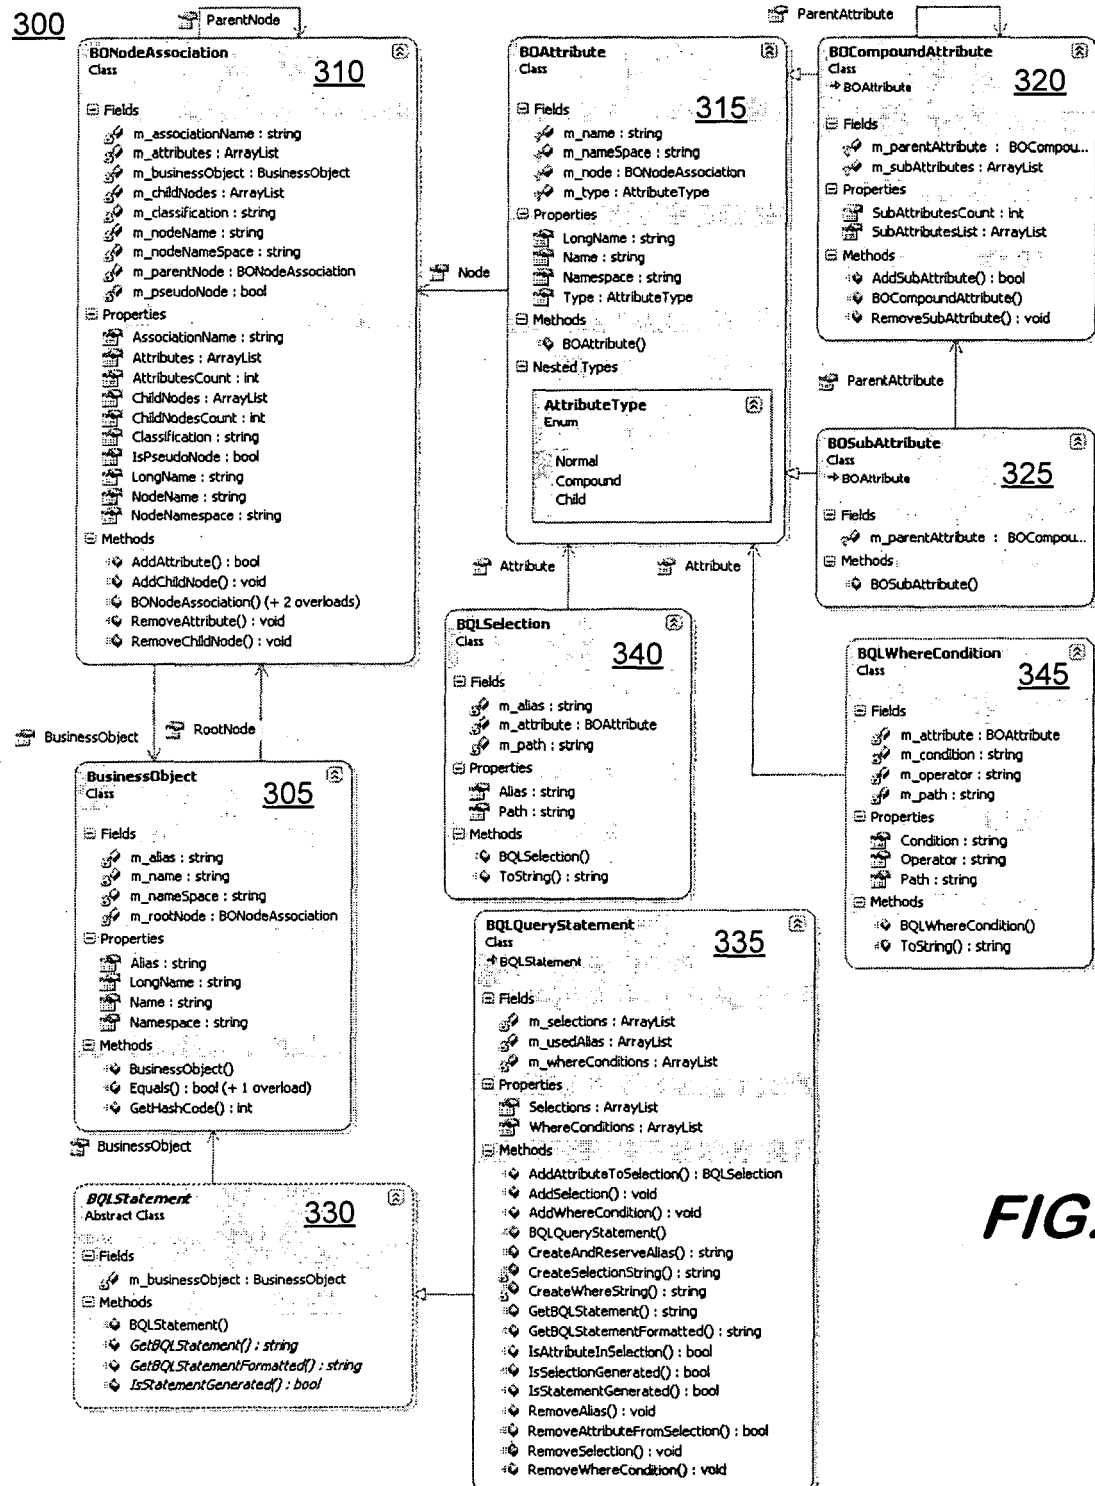 300
ParentNode
BONodeAssociation
Class
310
Fields
m_associationName : string
m_attributes : ArrayList
m_businessObject : BusinessObject
m_childNodes : ArrayList
m_classification : string
m_nodeName : string
m_nodeNameSpace : string
m_parentNode : BONodeAssociation
m_pseudoNode : bool
Properties
AssociationName : string
Attributes : ArrayList
AttributesCount : int
ChildNodes : ArrayList
ChildNodesCount : int
Classification : string
IsPseudoNode : bool
LongName : string
NodeName : string
NodeNamespace : string
Methods
AddAttribute() : bool
AddChildNode() : void
BONodeAssociation() (+ 2 overloads)
RemoveAttribute() : void
RemoveChildNode() : void
Node
BOAttribute
Class
315
Fields
m_name : string
m_nameSpace : string
m_node : BONodeAssociation
m_type : AttributeType
Properties
LongName : string
Name : string
Namespace : string
Type : AttributeType
Methods
BOAttribute()
Nested Types
AttributeType
Enum
Normal
Compound
Child
ParentAttribute
BOCompoundAttribute
Class
BOAttribute
320
Fields
m_parentAttribute : BOCompou...
m_subAttributes : ArrayList
Properties
SubAttributesCount : int
SubAttributesList : ArrayList
Methods
AddSubAttribute() : bool
BOCompoundAttribute()
RemoveSubAttribute() : void
ParentAttribute
BOSubAttribute
Class
BOAttribute
325
Fields
m_parentAttribute : BOCompou...
Methods
BOSubAttribute()
Attribute
Attribute
BQLSelection
Class
340
Fields
m_alias : string
m_attribute : BOAttribute
m_path : string
Properties
Alias : string
Path : string
Methods
BQLSelection()
ToString() : string
BQLWhereCondition
Class
345
Fields
m_attribute : BOAttribute
m_condition : string
m_operator : string
m_path : string
Properties
Condition : string
Operator : string
Path : string
Methods
BQLWhereCondition()
ToString() : string
BusinessObject
RootNode
BusinessObject
Class
305
Fields
m_alias : string
m_name : string
m_nameSpace : string
m_rootNode : BONodeAssociation
Properties
Alias : string
LongName : string
Name : string
Namespace : string
Methods
BusinessObject()
Equals() : bool (+ 1 overload)
GetHashCode() : int
BusinessObject
BQLStatement
Abstract Class
330
Fields
m_businessObject : BusinessObject
Methods
BQLStatement()
GetBQLStatement() : string
GetBQLStatementFormatted() : string
IsStatementGenerated() : bool
BQLQueryStatement
Class
BQLStatement
335
Fields
m_selections : ArrayList
m_usedAlias : ArrayList
m_whereConditions : ArrayList
Properties
Selections : ArrayList
WhereConditions : ArrayList
Methods
AddAttributeToSelection() : BQLSelection
AddSelection() : void
AddWhereCondition() : void
BQLQueryStatement()
CreateAndReserveAlias() : string
CreateSelectionString() : string
CreateWhereString() : string
GetBQLStatement() : string
GetBQLStatementFormatted() : string
IsAttributeInSelection() : bool
IsSelectionGenerated() : bool
IsStatementGenerated() : bool
RemoveAlias() : void
RemoveAttributeFromSelection() : bool
RemoveSelection() : void
RemoveWhereCondition() : void
FIG.